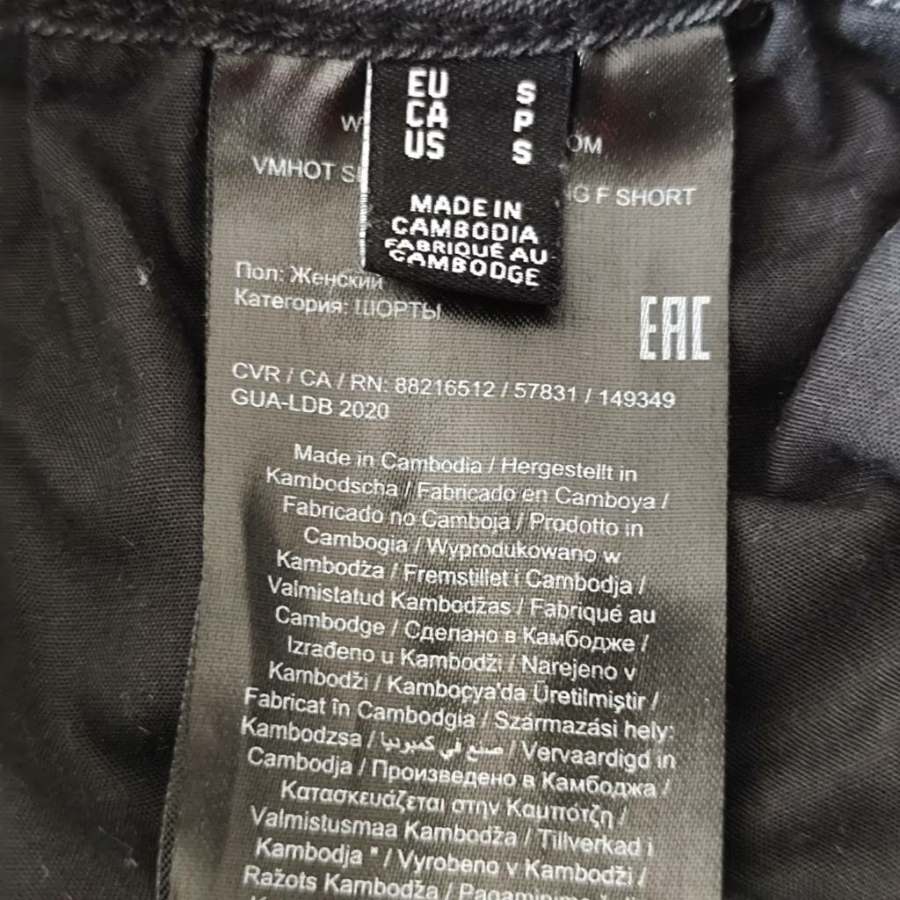 EU S
CA P
US S
MADE IN
CAMBODIA
FABRIQUÉ AU
CAMBODGE
VMHOT
F SHORT
Пол: Женский
Категория: ШОРТЫ
EAC
CVR / CA / RN: 88216512 / 57831 / 149349
GUA-LDB 2020
Made in Cambodia / Hergestellt in
Kambodscha / Fabricado en Camboya /
Fabricado no Camboja / Prodotto in
Cambogia / Wyprodukowano w
Kambodża / Fremstillet i Cambodja /
Valmistatud Kambodžas / Fabriqué au
Cambodge / Сделано в Камбодже /
Izrađeno u Kambodži / Narejeno v
Kambodži / Kamboçya'da Üretilmiştir /
Fabricat în Cambodgia / Származási hely:
Kambodzsa / صنع في كمبوديا / Vervaardigd in
Cambodja / Произведено в Камбоджа /
Κατασκευάζεται στην Καμπότζη /
Valmistusmaa Kambodža / Tillverkad i
Kambodja " / Vyrobeno v Kambodži /
Ražots Kambodža /